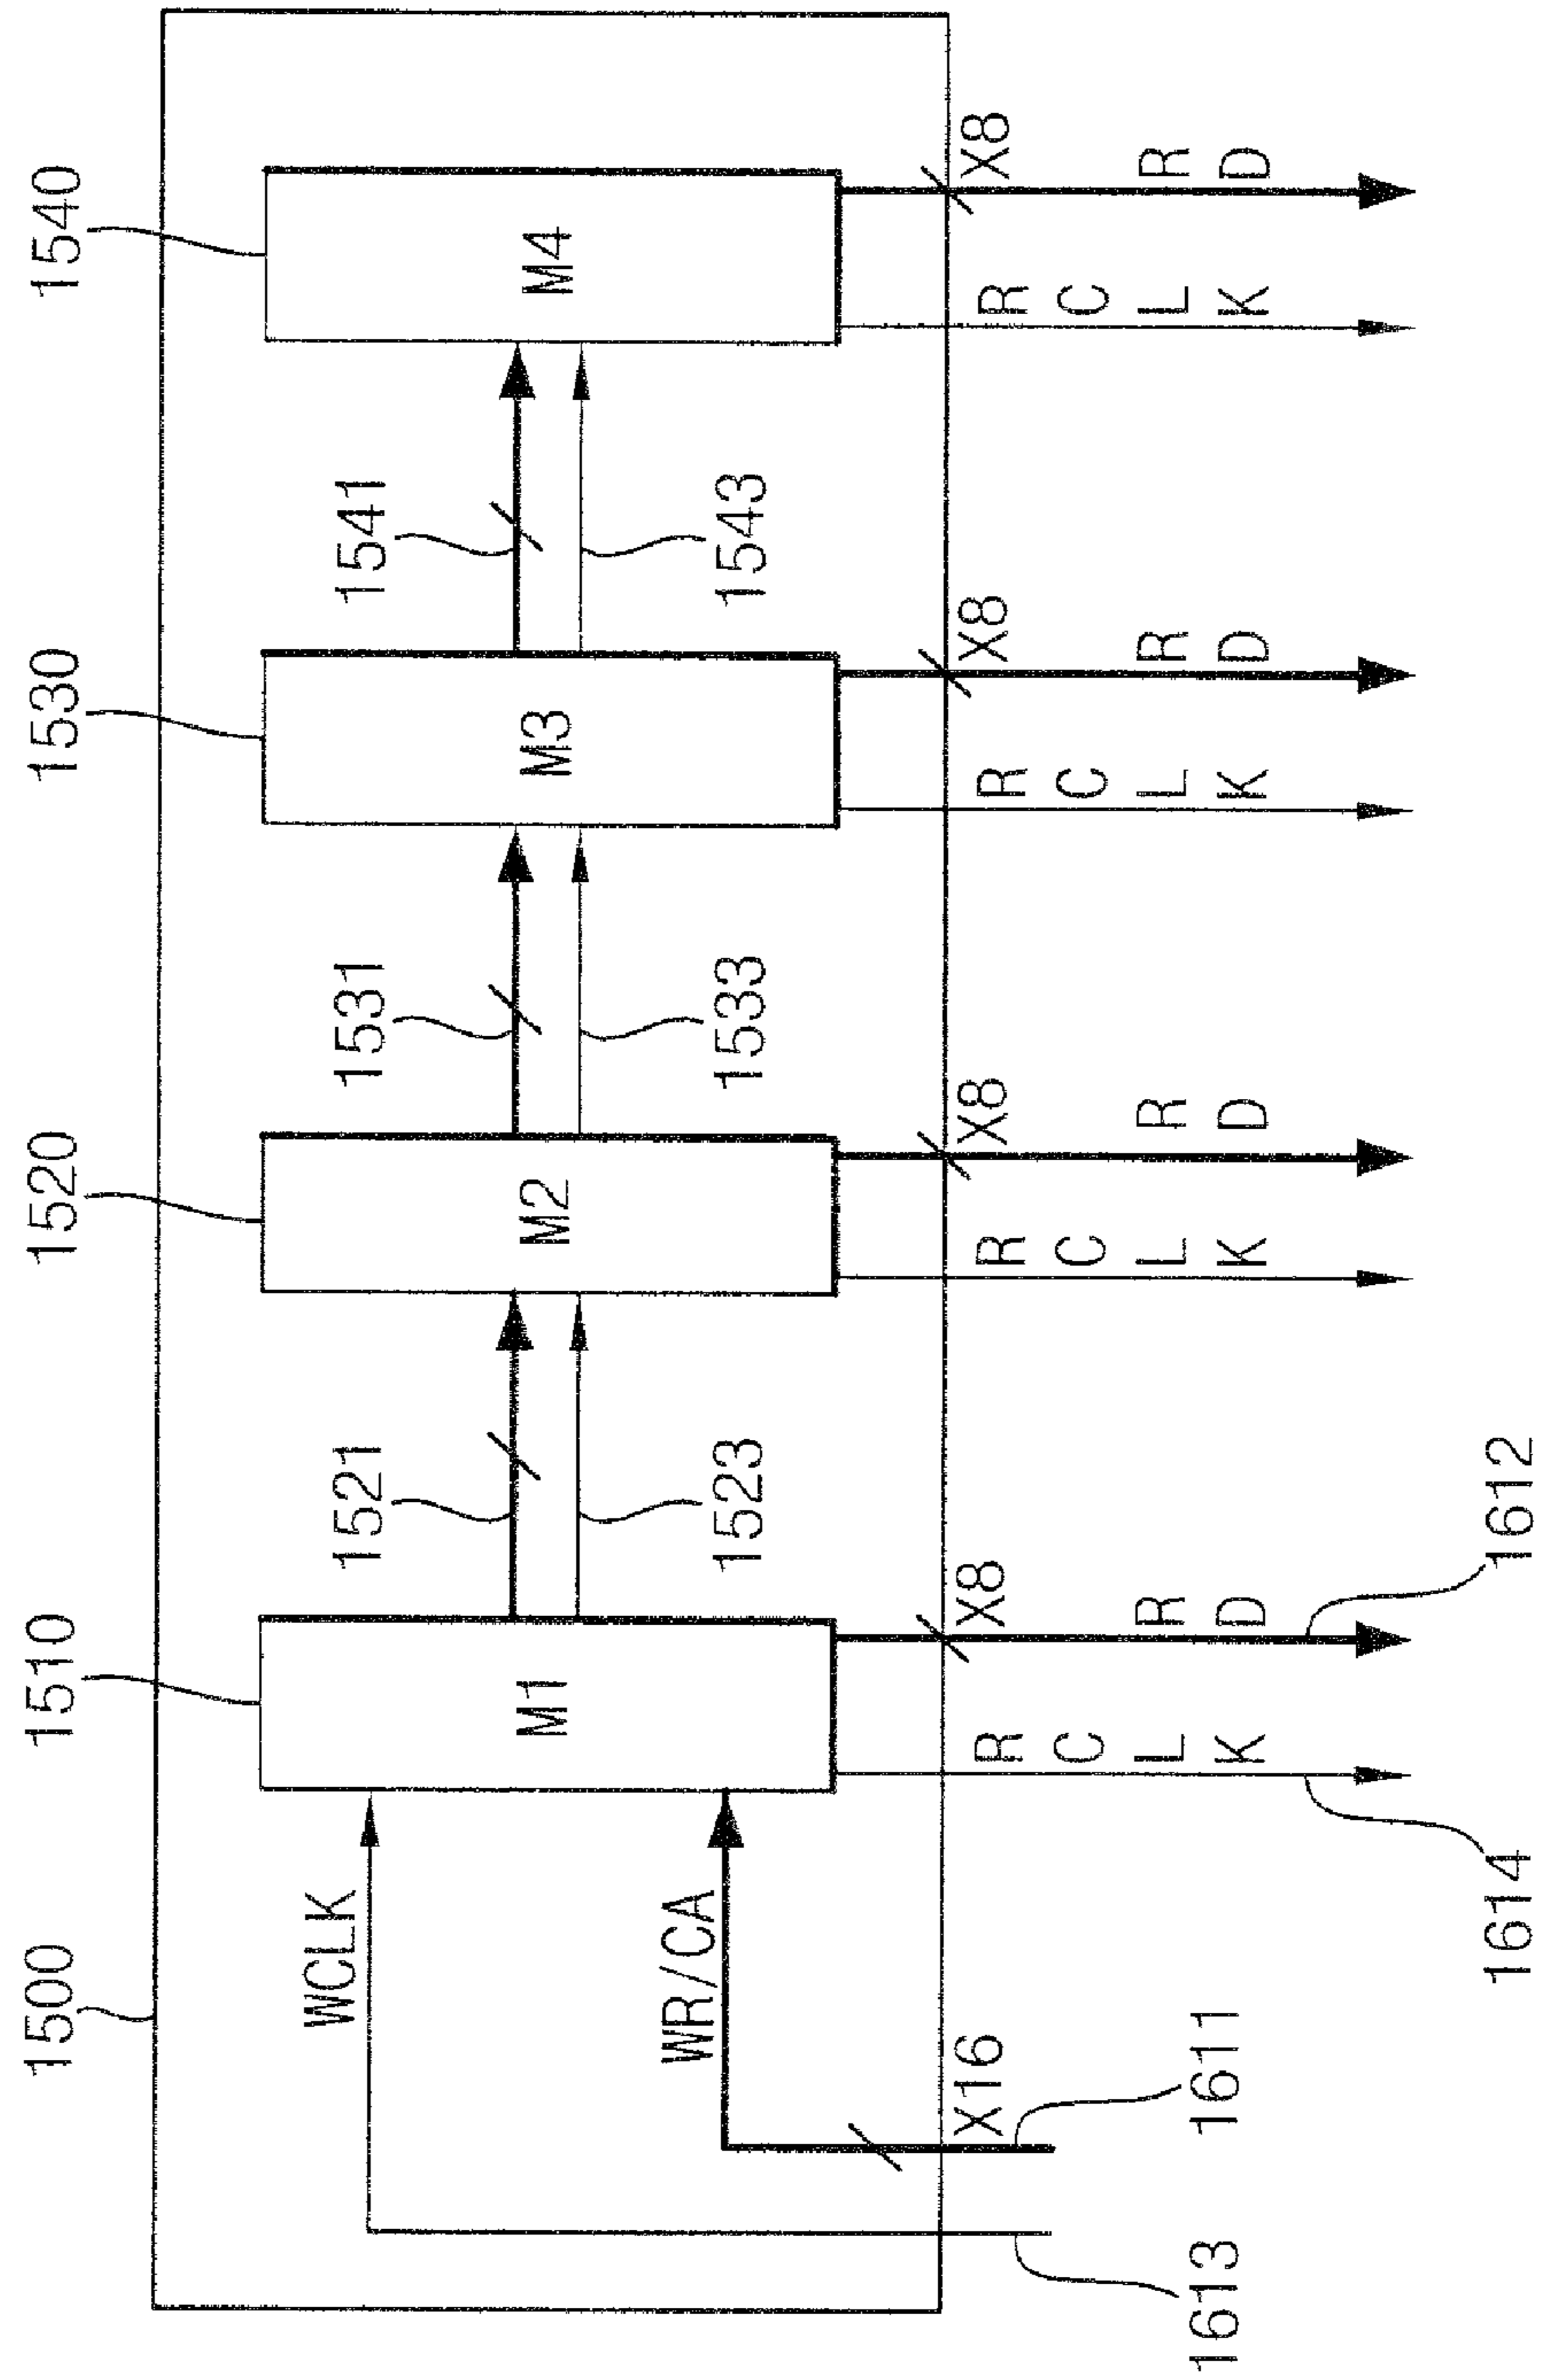 1500
1510
1520
1530
1540
WCLK
1521
1531
1541
M1
M2
M3
M4
WR/CA
1523
1533
1543
X16
X8
X8
X8
X8
RCLK
RD
RCLK
RD
RCLK
RD
RCLK
RD
1613
1611
1614
1612